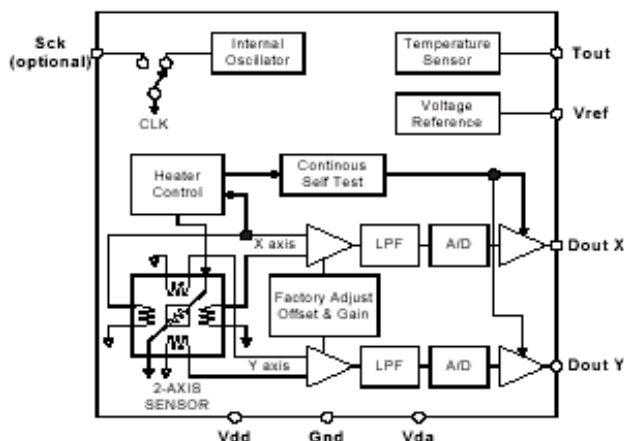 Sck
(optional)
Internal
Oscillator
Temperature
Sensor
Tout
CLK
Voltage
Reference
Vref
Heater
Control
Continous
Self Test
X axis
LPF
A/D
Dout X
Factory Adjust
Offset & Gain
Y axis
LPF
A/D
Dout Y
2-AXIS
SENSOR
Vdd
Gnd
Vda